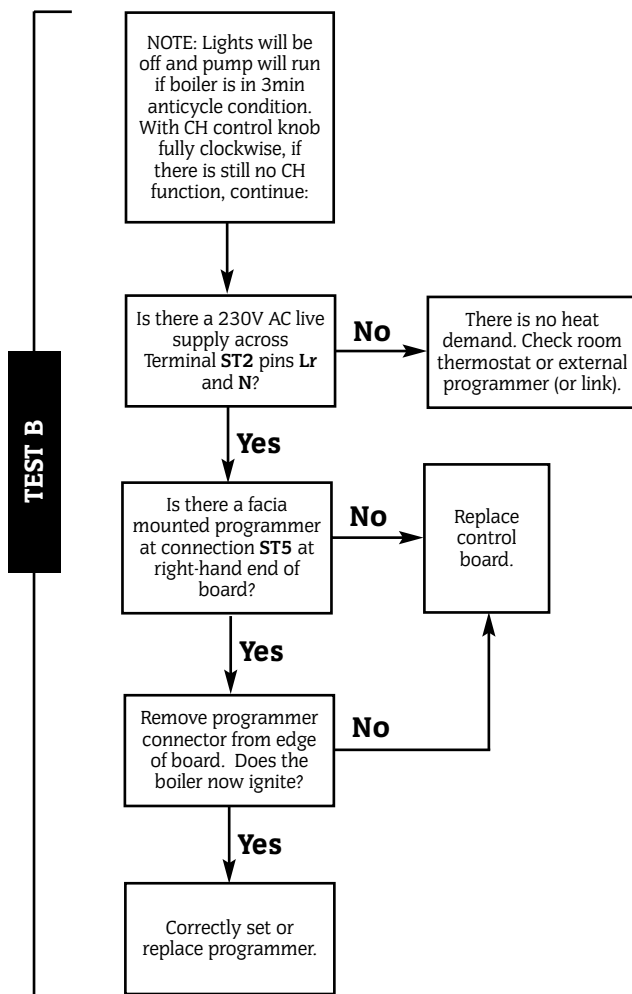 NOTE: Lights will be
off and pump will run
if boiler is in 3min
anticycle condition.
With CH control knob
fully clockwise, if
there is still no CH
function, continue:
Is there a 230V AC live
supply across
Terminal ST2 pins Lr
and N?
No
There is no heat
demand. Check room
thermostat or external
programmer (or link).
TEST B
Yes
Is there a facia
mounted programmer
at connection ST5 at
right-hand end of
board?
No
Replace
control
board.
Yes
Remove programmer
connector from edge
of board. Does the
boiler now ignite?
No
Yes
Correctly set or
replace programmer.